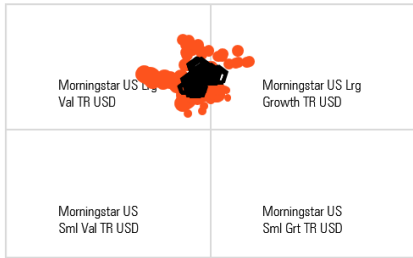 Morningstar US Lrg
Val TR USD
Morningstar US Lrg
Growth TR USD
Morningstar US
Sml Val TR USD
Morningstar US
Sml Grt TR USD